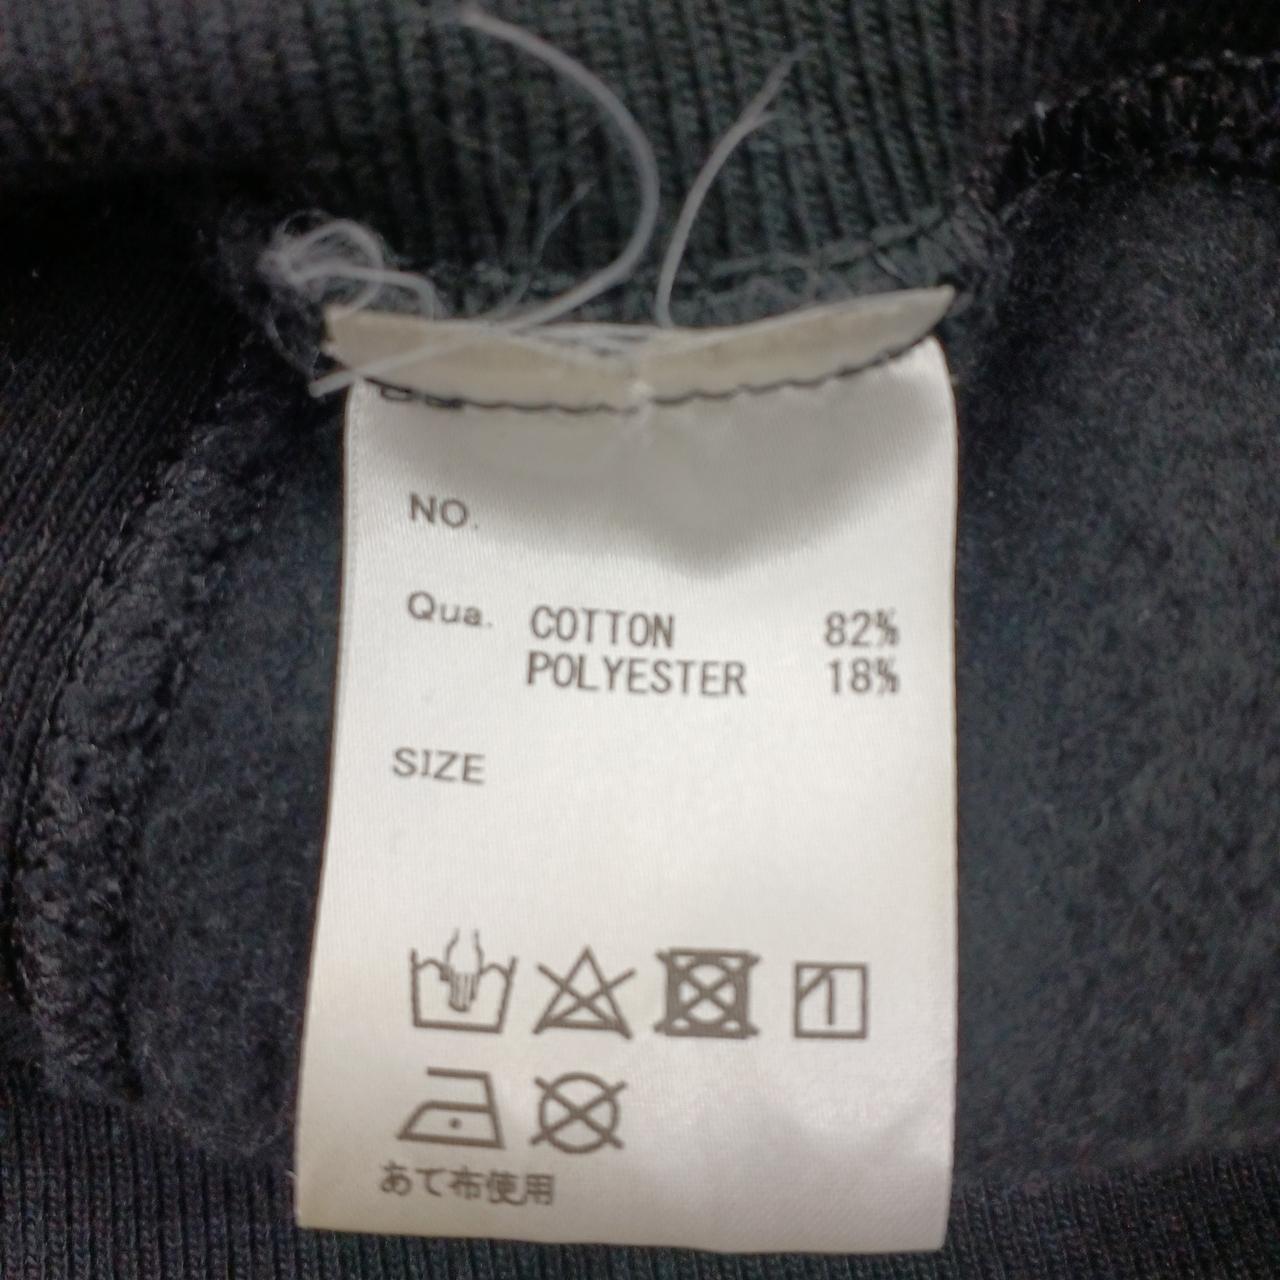 NO.
Qua. COTTON 82%
POLYESTER 18%
SIZE
あて布使用